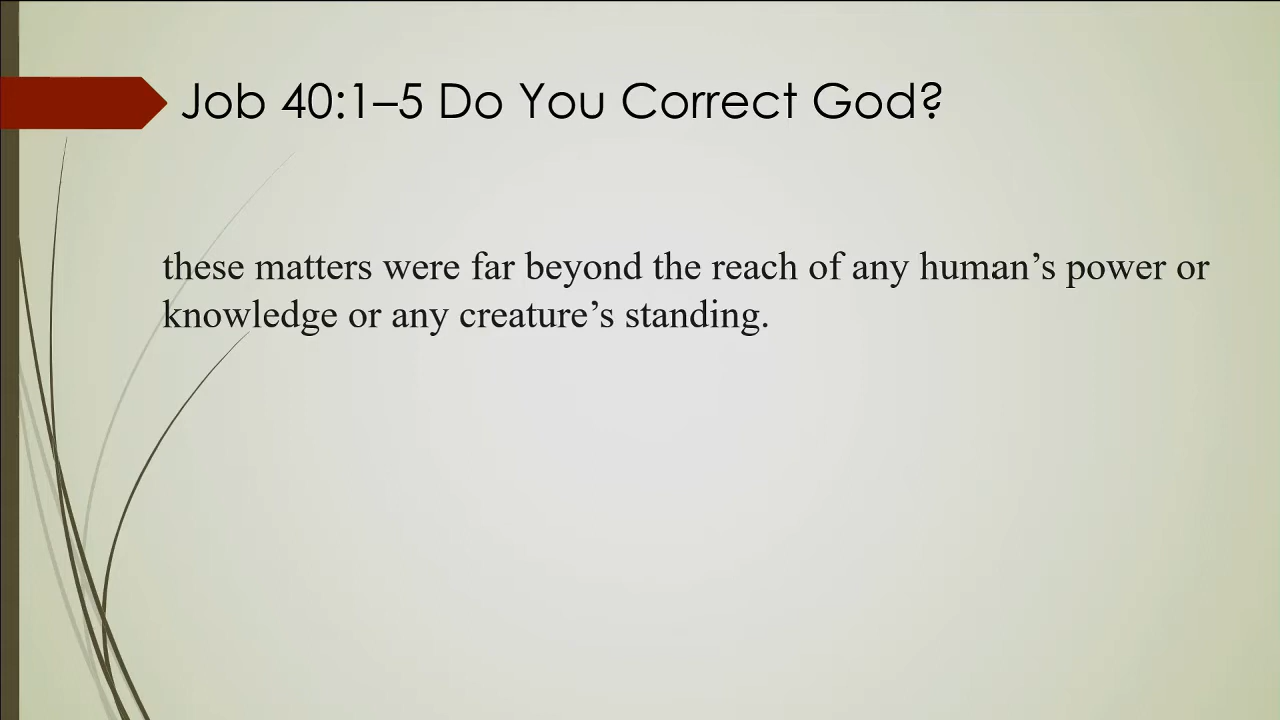 Job 40:1–5 Do You Correct God?
these matters were far beyond the reach of any human’s power or
knowledge or any creature’s standing.